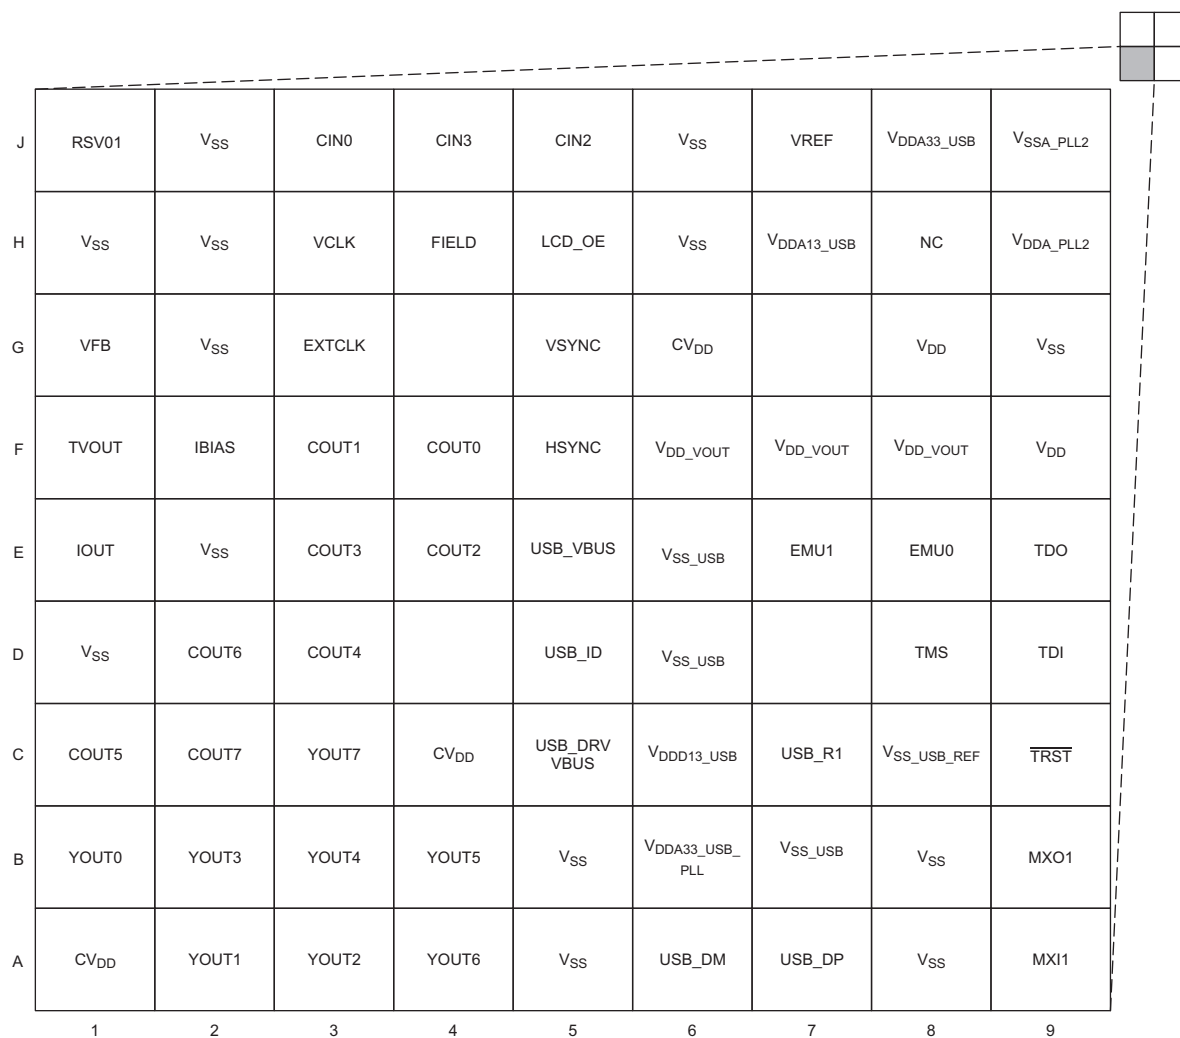 J RSV01 VSS CIN0 CIN3 CIN2 VSS VREF VDDA33_USB VSSA_PLL2
H VSS VSS VCLK FIELD LCD_OE VSS VDDA13_USB NC VDDA_PLL2
G VFB VSS EXTCLK VSYNC CVDD VDD VSS
F TVOUT IBIAS COUT1 COUT0 HSYNC VDD_VOUT VDD_VOUT VDD_VOUT VDD
E IOUT VSS COUT3 COUT2 USB_VBUS VSS_USB EMU1 EMU0 TDO
D VSS COUT6 COUT4 USB_ID VSS_USB TMS TDI
C COUT5 COUT7 YOUT7 CVDD USB_DRV
VBUS VDDD13_USB USB_R1 VSS_USB_REF TRST
B YOUT0 YOUT3 YOUT4 YOUT5 VSS VDDA33_USB_
PLL VSS_USB VSS MXO1
A CVDD YOUT1 YOUT2 YOUT6 VSS USB_DM USB_DP VSS MXI1
1 2 3 4 5 6 7 8 9